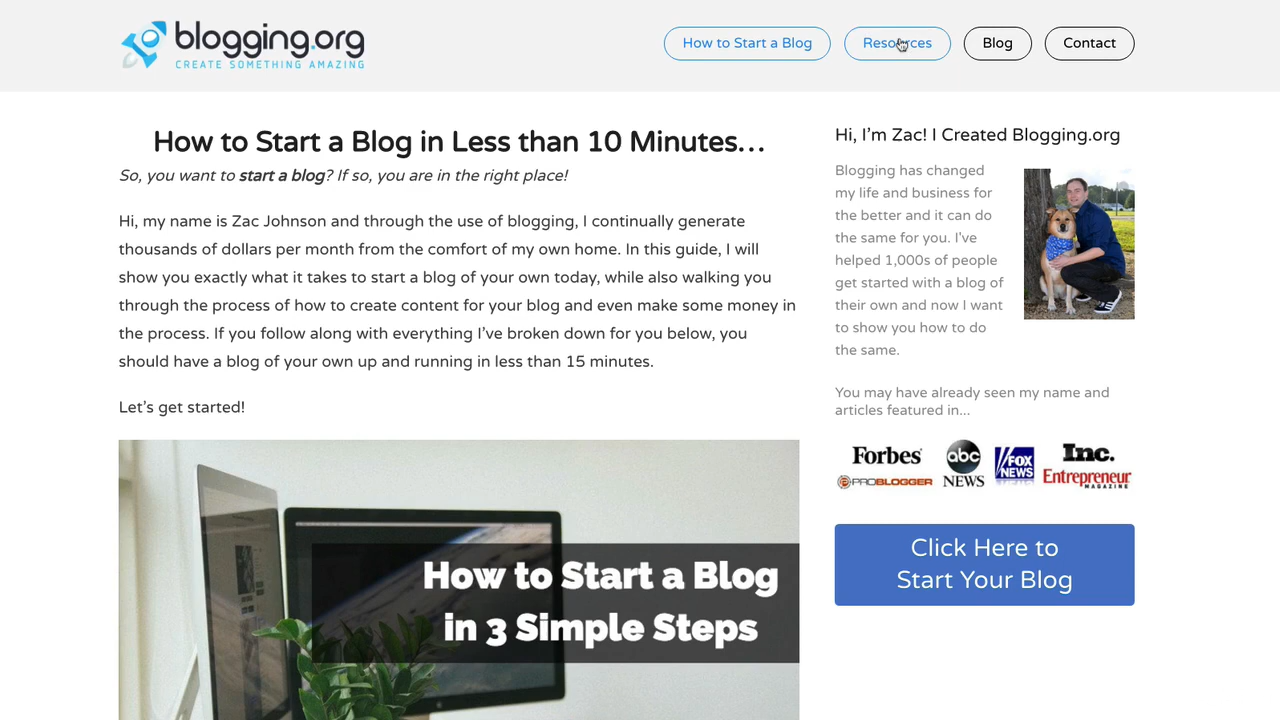 blogging.org
CREATE SOMETHING AMAZING
How to Start a Blog
Resources
Blog
Contact
How to Start a Blog in Less than 10 Minutes…
So, you want to start a blog? If so, you are in the right place!
Hi, my name is Zac Johnson and through the use of blogging, I continually generate
thousands of dollars per month from the comfort of my own home. In this guide, I will
show you exactly what it takes to start a blog of your own today, while also walking you
through the process of how to create content for your blog and even make some money in
the process. If you follow along with everything I’ve broken down for you below, you
should have a blog of your own up and running in less than 15 minutes.
Let’s get started!
How to Start a Blog
in 3 Simple Steps
Hi, I’m Zac! I Created Blogging.org
Blogging has changed
my life and business for
the better and it can do
the same for you. I've
helped 1,000s of people
get started with a blog of
their own and now I want
to show you how to do
the same.
You may have already seen my name and
articles featured in...
Forbes
PROBLOGGER
abc
NEWS
FOX
NEWS
Inc.
Entrepreneur
MAGAZINE
Click Here to
Start Your Blog